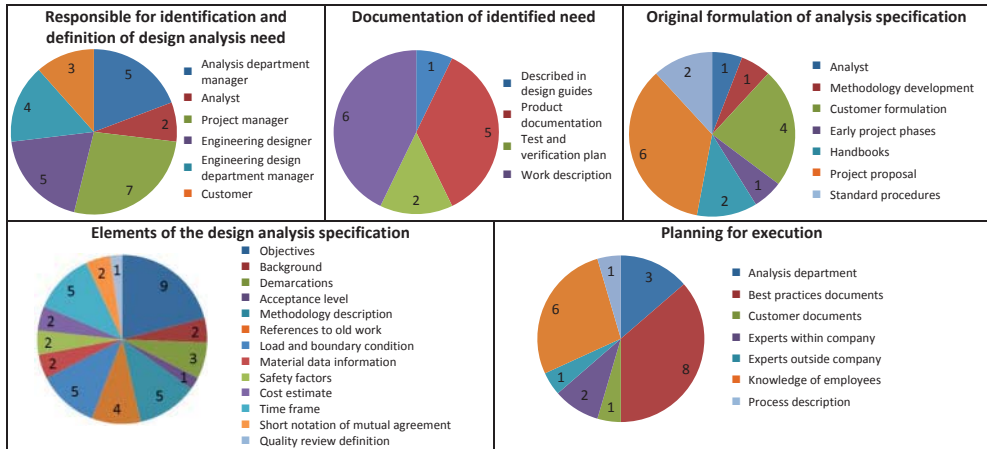 Responsible for identification and
definition of design analysis need
3
5
4
2
5
7
Analysis department
manager
Analyst
Project manager
Engineering designer
Engineering design
department manager
Customer
Documentation of identified need
1
6
5
2
Described in
design guides
Product
documentation
Test and
verification plan
Work description
Original formulation of analysis specification
2
1
1
4
6
1
2
Analyst
Methodology development
Customer formulation
Early project phases
Handbooks
Project proposal
Standard procedures
Elements of the design analysis specification
2
1
5
9
2
2
2
3
2
1
5
5
4
Objectives
Background
Demarcations
Acceptance level
Methodology description
References to old work
Load and boundary condition
Material data information
Safety factors
Cost estimate
Time frame
Short notation of mutual agreement
Quality review definition
Planning for execution
1
3
6
8
1
2
1
Analysis department
Best practices documents
Customer documents
Experts within company
Experts outside company
Knowledge of employees
Process description